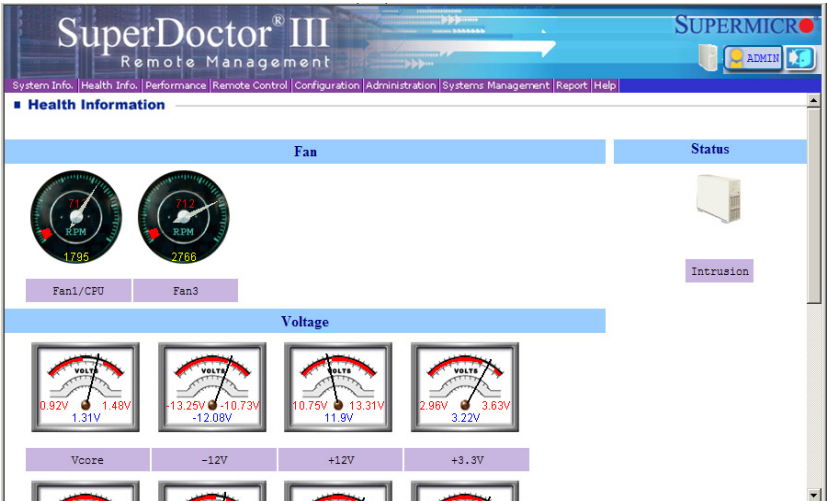 SuperDoctor® III
Remote Management
SUPERMICR
ADMIN
System Info. Health Info. Performance Remote Control Configuration Administration Systems Management Report Help
Health Information
Fan
Status
712
RPM
1795
712
RPM
2766
Fan1/CPU
Fan3
Intrusion
Voltage
VOLTS
0.92V 1.48V
1.31V
VOLTS
-13.25V -10.73V
-12.08V
VOLTS
10.75V 13.31V
11.9V
VOLTS
2.96V 3.63V
3.22V
Vcore
-12V
+12V
+3.3V